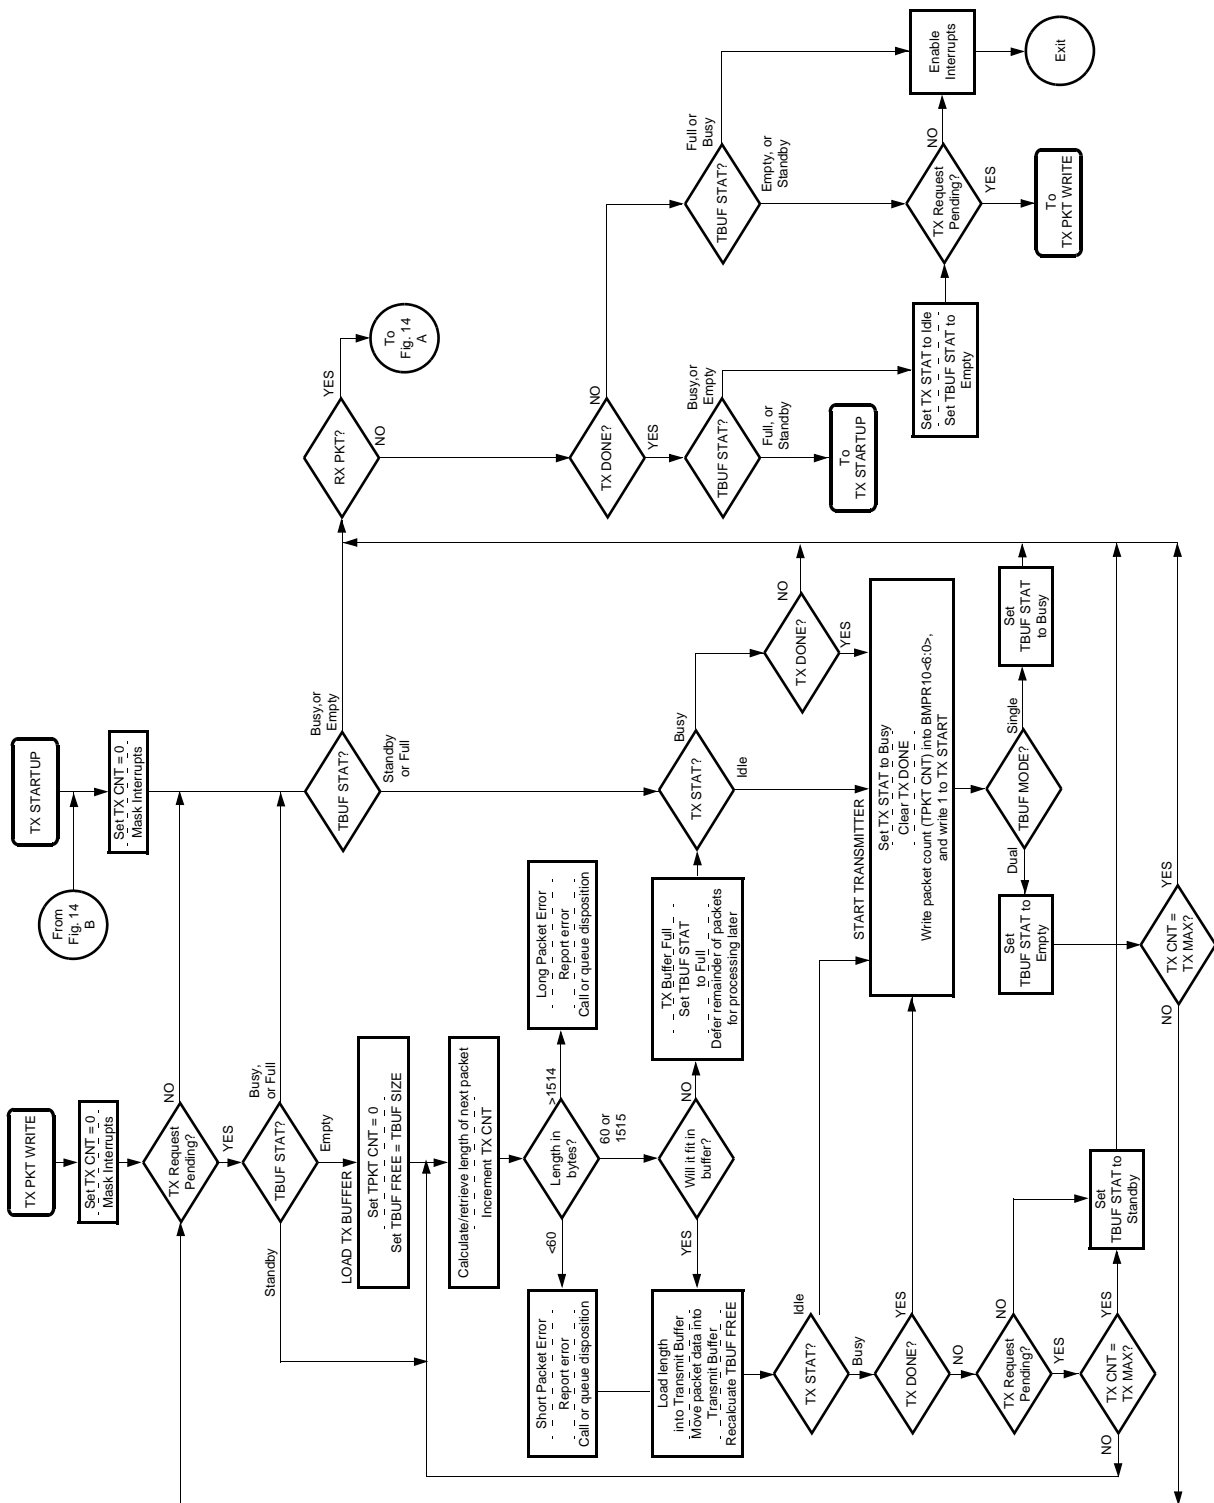 TX PKT WRITE
Set TX CNT = 0
Mask Interrupts
TX Request
Pending?
NO
YES
TBUF STAT?
Busy,
or Full
Standby
Empty
LOAD TX BUFFER
Set TPKT CNT = 0
Set TBUF FREE = TBUF SIZE
Calculate/retrieve length of next packet
Increment TX CNT
Length in
bytes?
>1514
<60
60 or
1515
Long Packet Error
Report error
Call or queue disposition
Short Packet Error
Report error
Call or queue disposition
Will it fit in
buffer?
NO
YES
TX Buffer Full
Set TBUF STAT
to Full
Defer remainder of packets
for processing later
Load length
into Transmit Buffer
Move packet data into
Transmit Buffer
Recalcuate TBUF FREE
TX STAT?
Idle
Busy
TX DONE?
YES
NO
TX Request
Pending?
NO
YES
TX CNT =
TX MAX?
YES
NO
Set
TBUF STAT to
Standby
From
Fig. 14
B
TX STARTUP
Set TX CNT = 0
Mask Interrupts
TBUF STAT?
Busy,or
Empty
Standby
or Full
TX STAT?
Busy
Idle
TX DONE?
NO
YES
START TRANSMITTER
Set TX STAT to Busy
Clear TX DONE
Write packet count (TPKT CNT) into BMPR10<6:0>,
and write 1 to TX START
TBUF MODE?
Single
Dual
Set
TBUF STAT
to Busy
Set
TBUF STAT to
Empty
TX CNT =
TX MAX?
YES
NO
RX PKT?
YES
NO
To
Fig. 14
A
TX DONE?
NO
YES
TBUF STAT?
Busy,or
Empty
Full, or
Standby
To
TX STARTUP
Set TX STAT to Idle
Set TBUF STAT to
Empty
TBUF STAT?
Full or
Busy
Empty, or
Standby
TX Request
Pending?
NO
YES
To
TX PKT WRITE
Enable
Interrupts
Exit